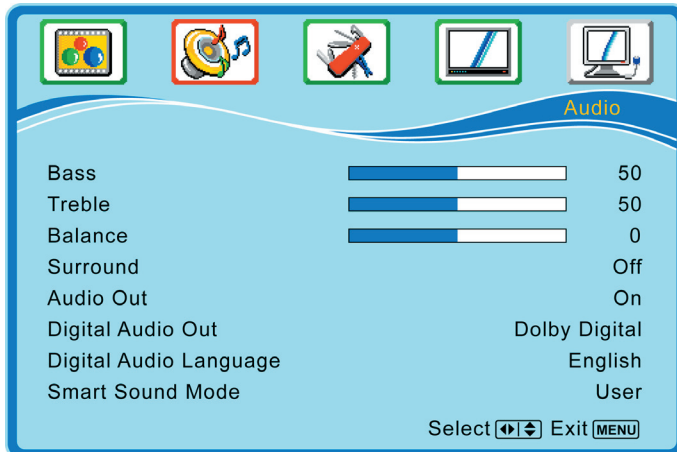 Audio
Bass 50
Treble 50
Balance 0
Surround Off
Audio Out On
Digital Audio Out Dolby Digital
Digital Audio Language English
Smart Sound Mode User
Select Exit MENU